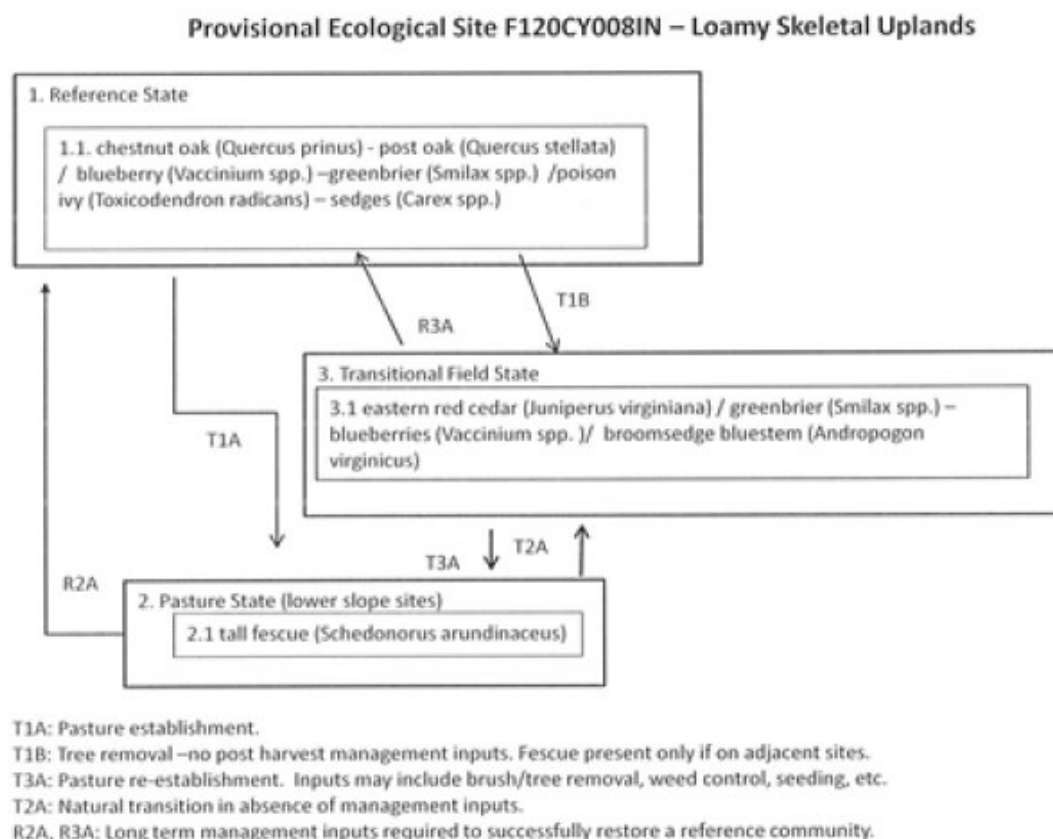 Provisional Ecological Site F120CY008IN – Loamy Skeletal Uplands
1. Reference State
1.1. chestnut oak (Quercus prinus) - post oak (Quercus stellata)
/ blueberry (Vaccinium spp.) –greenbrier (Smilax spp.) /poison
ivy (Toxicodendron radicans) – sedges (Carex spp.)
T1B
R3A
3. Transitional Field State
3.1 eastern red cedar (Juniperus virginiana) / greenbrier (Smilax spp.) –
blueberries (Vaccinium spp. )/ broomsedge bluestem (Andropogon
virginicus)
T1A
T3A
T2A
R2A
2. Pasture State (lower slope sites)
2.1 tall fescue (Schedonorus arundinaceus)
T1A: Pasture establishment.
T1B: Tree removal –no post harvest management inputs. Fescue present only if on adjacent sites.
T3A: Pasture re-establishment. Inputs may include brush/tree removal, weed control, seeding, etc.
T2A: Natural transition in absence of management inputs.
R2A, R3A: Long term management inputs required to successfully restore a reference community.